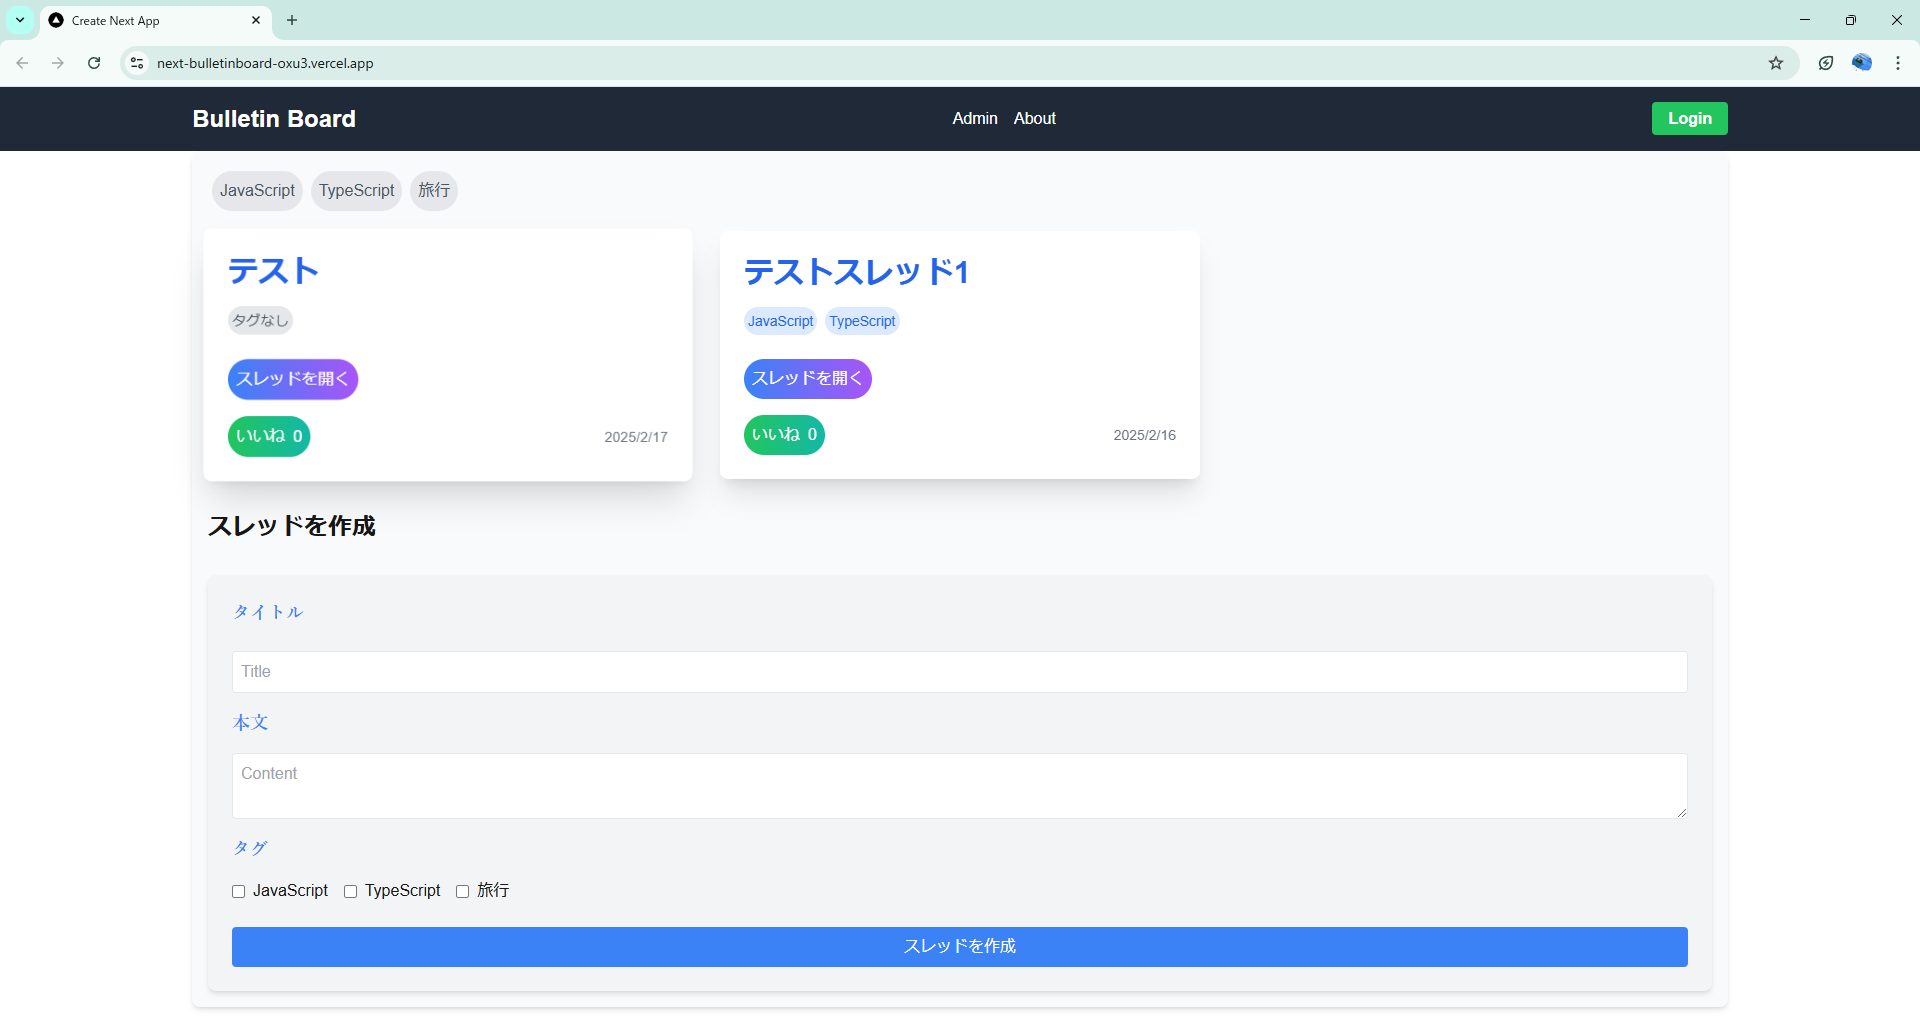 Create Next App
next-bulletinboard-oxu3.vercel.app
Bulletin Board
Admin About
Login
JavaScript TypeScript 旅行
テスト
タグなし
スレッドを開く
いいね 0
2025/2/17
テストスレッド1
JavaScript TypeScript
スレッドを開く
いいね 0
2025/2/16
スレッドを作成
タイトル
Title
本文
Content
タグ
JavaScript TypeScript 旅行
スレッドを作成